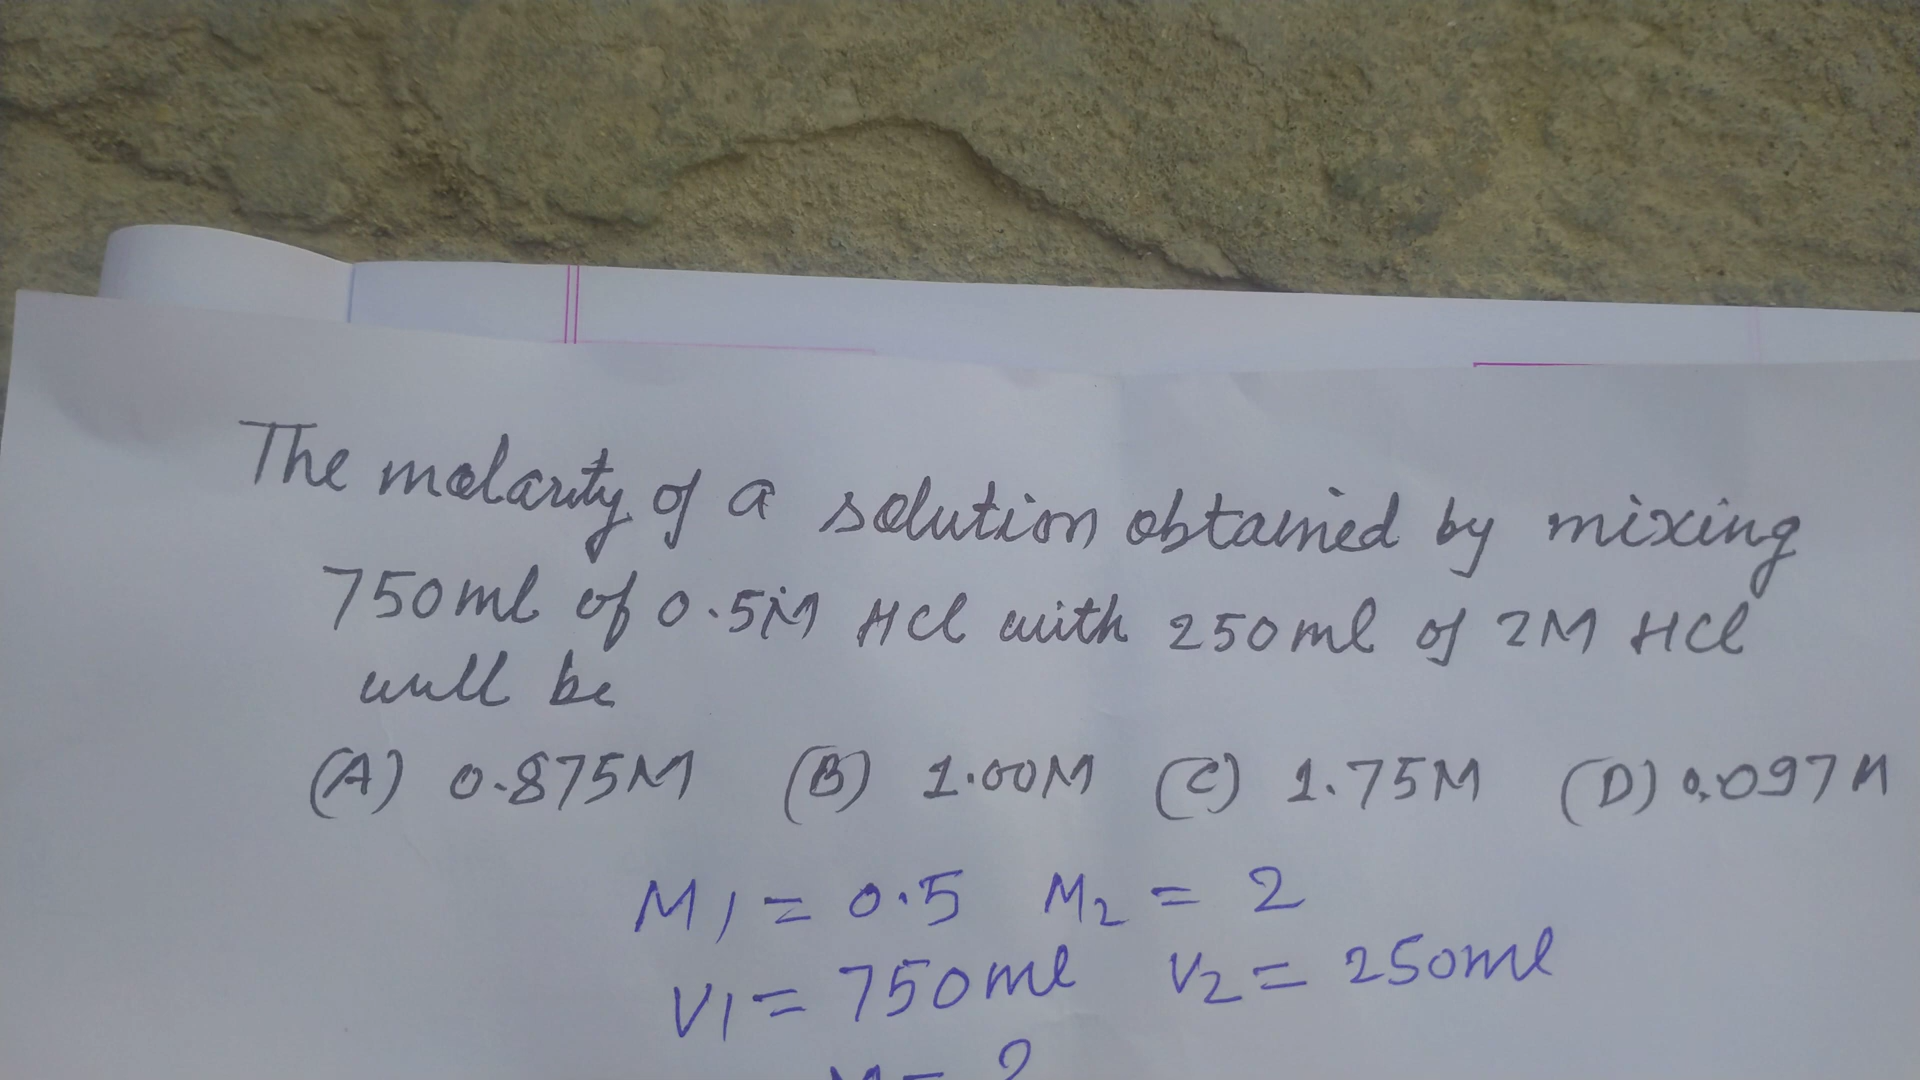 The molarity of a solution obtained by mixing
750ml of 0.5M HCl with 250ml of 2M HCl
will be
(A) 0.875M (B) 1.00M (C) 1.75M (D) 0.097M
M1 = 0.5 M2 = 2
V1 = 750ml V2 = 250ml
M = ?